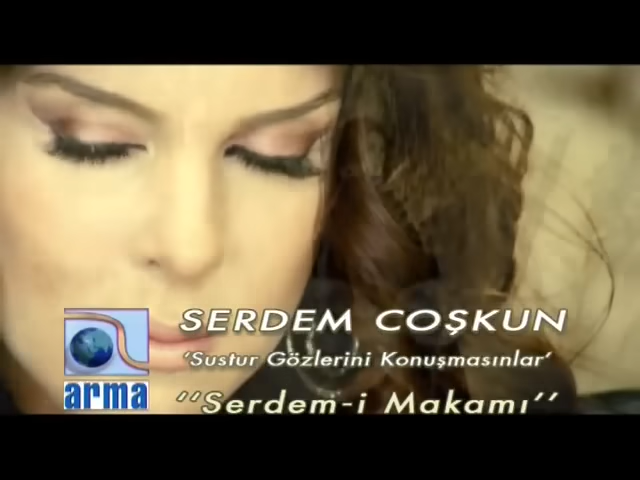 SERDEM COŞKUN
'Sustur Gözlerini Konuşmasınlar'
arma
''Serdem-i Makamı''